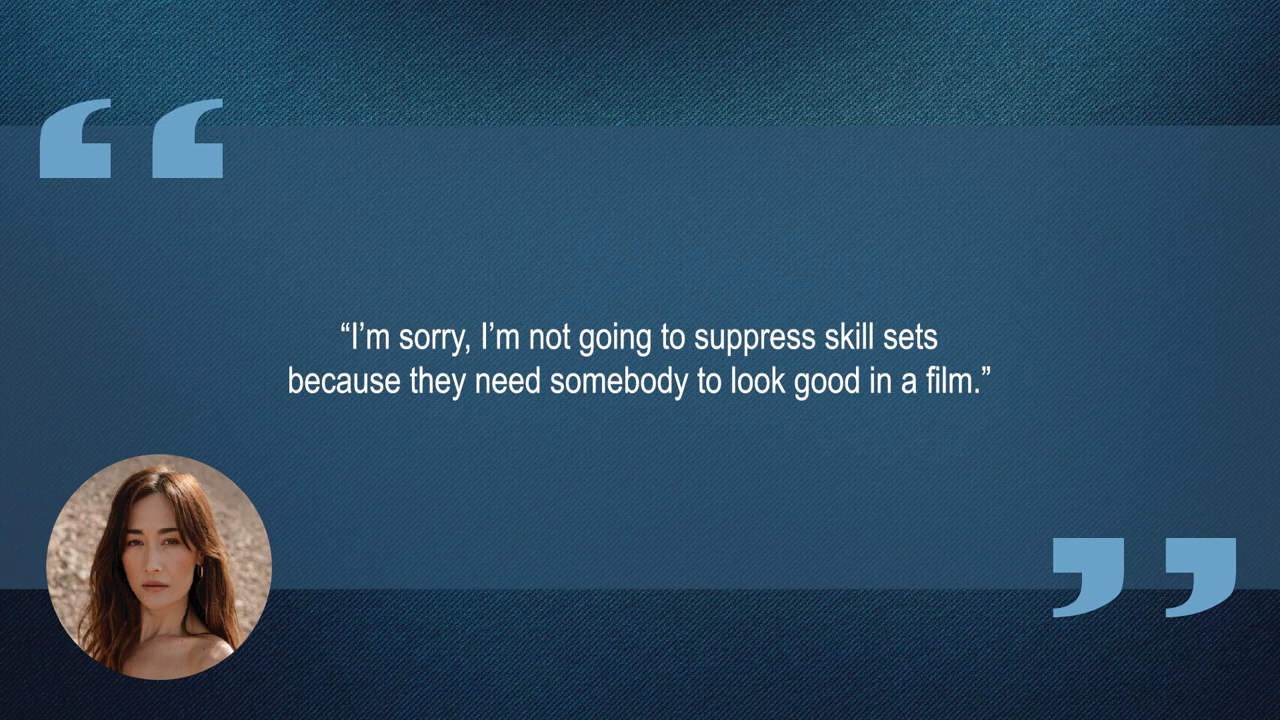 “I’m sorry, I’m not going to suppress skill sets
because they need somebody to look good in a film.”